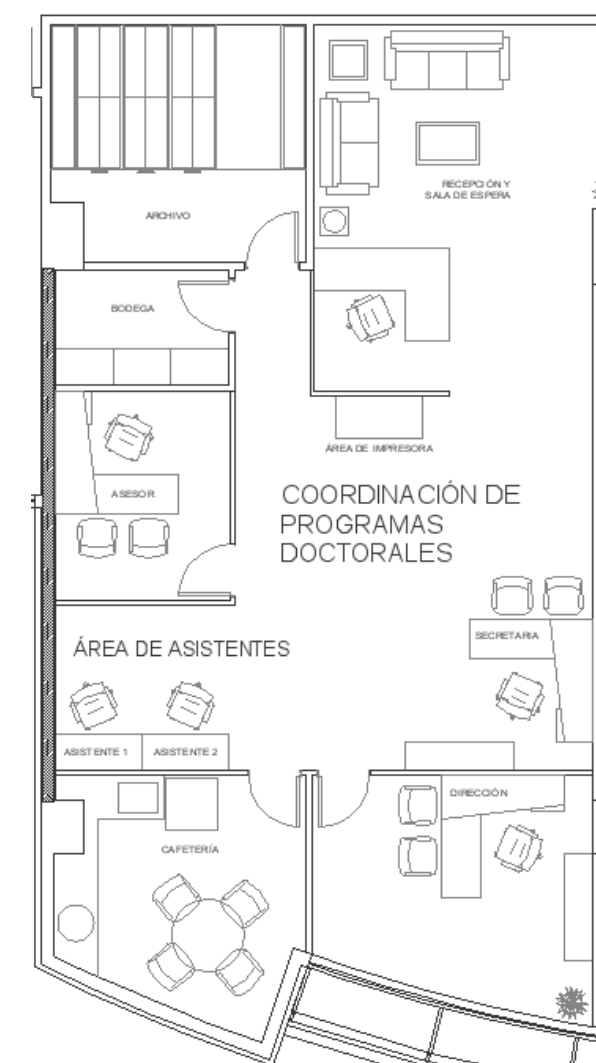 RECEPCIÓN Y
SALA DE ESPERA
ARCHIVO
BODEGA
ÁREA DE IMPRESORA
ASESOR
COORDINACIÓN DE
PROGRAMAS
DOCTORALES
SECRETARIA
ÁREA DE ASISTENTES
ASISTENTE 1
ASISTENTE 2
DIRECCIÓN
CAFETERÍA